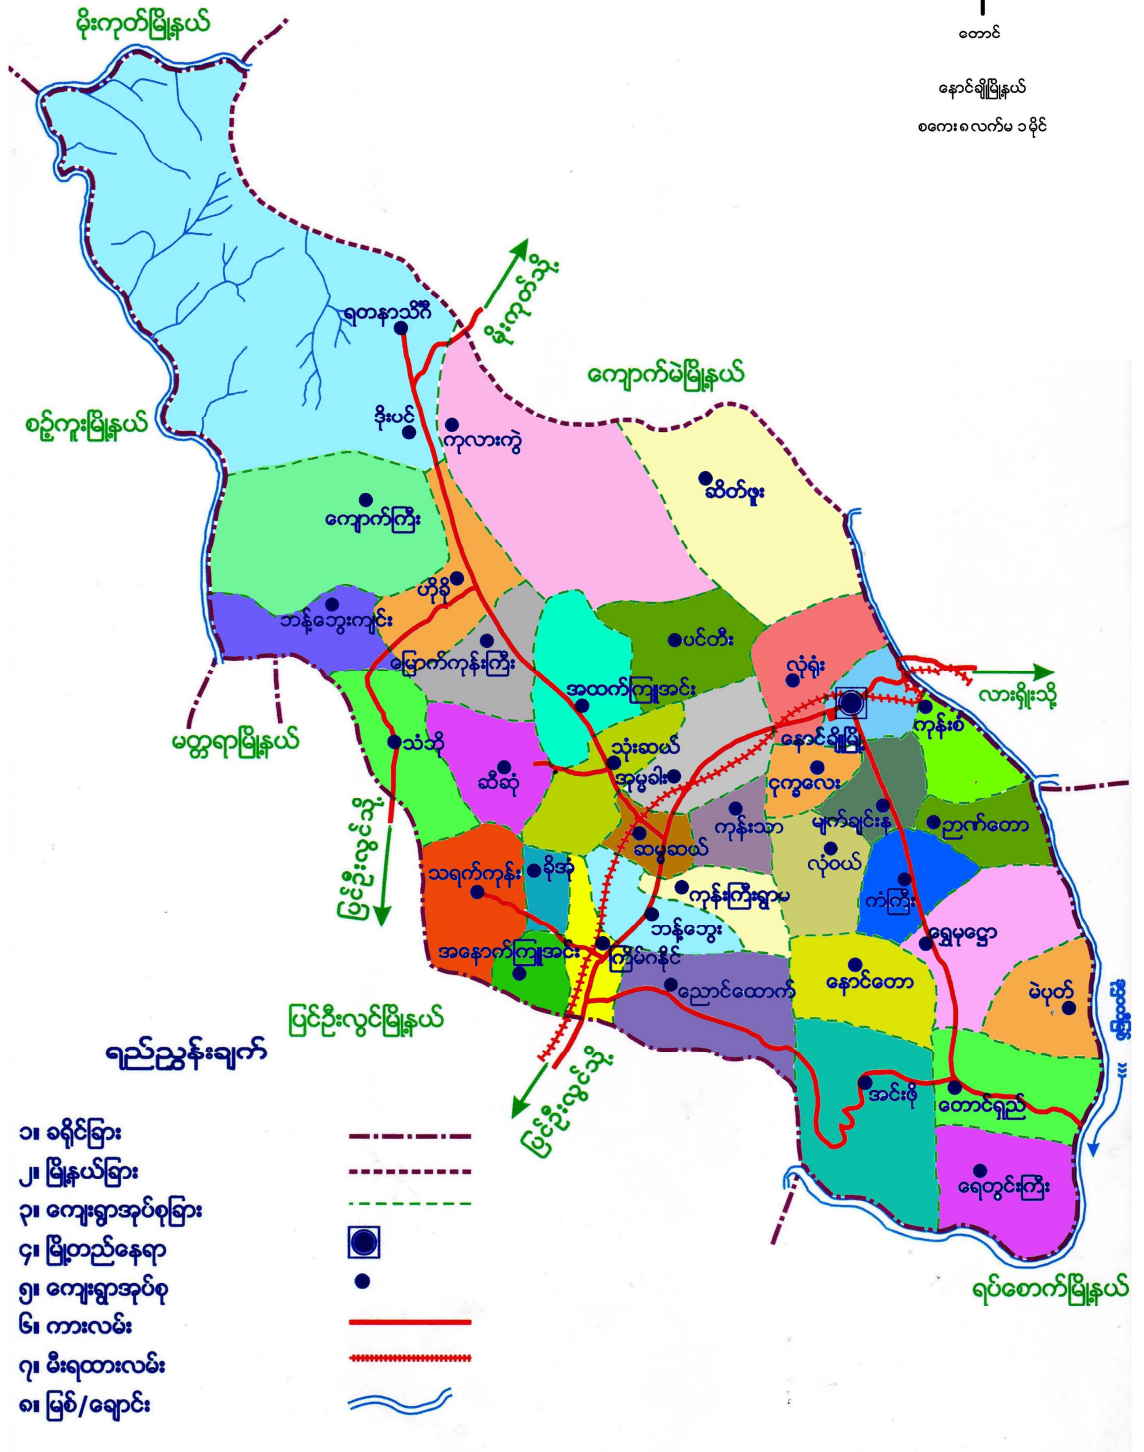 မိုးကုတ်မြို့နယ်
တောင်
နောင်ချိုမြို့နယ်
စကေး ၈ လက်မ ၁ မိုင်
မိုးကုတ်သို့
ရတနာသိင်္ဂီ
ကျောက်မဲမြို့နယ်
စဉ့်ကူးမြို့နယ်
ဒိုးပင်
ကုလားကွဲ
ဆိတ်ဖူး
ကျောက်ကြီး
ဟိုခို
ဘန့်ဘွေးကျင်း
မြောက်ကုန်းကြီး
ပင်တီး
လုံရုံး
အထက်ကြူအင်း
လားရှိုးသို့
ကုန်းစံ
မတ္တရာမြို့နယ်
သံဘို
သုံးဆယ်
နောင်ချိုမြို့
ဆီဆုံ
အုမ္မခါး
ငုက္ခလေး
ကုန်းသာ
မျက်ချင်းန
ဉာဏ်တော
ဆမ္မဆယ်
လုံဝယ်
ပြင်ဦးလွင်သို့
သရက်ကုန်း
ခိုအုံ
ကုန်းကြီးရွာမ
ကံကြီး
ဘန့်ဘွေး
ရွှေမုဋ္ဌော
အနောက်ကြူအင်း
ကြိမ်ဂနိုင်
ညောင်ထောက်
နောင်တော
မဲပုတ်
ပြင်ဦးလွင်မြို့နယ်
ပြင်ဦးလွင်သို့
အင်းဖို
တောင်ရှည်
ရေတွင်းကြီး
ရပ်စောက်မြို့နယ်
ရည်ညွှန်းချက်
၁။ ခရိုင်ခြား
၂။ မြို့နယ်ခြား
၃။ ကျေးရွာအုပ်စုခြား
၄။ မြို့တည်နေရာ
၅။ ကျေးရွာအုပ်စု
၆။ ကားလမ်း
၇။ မီးရထားလမ်း
၈။ မြစ်/ချောင်း